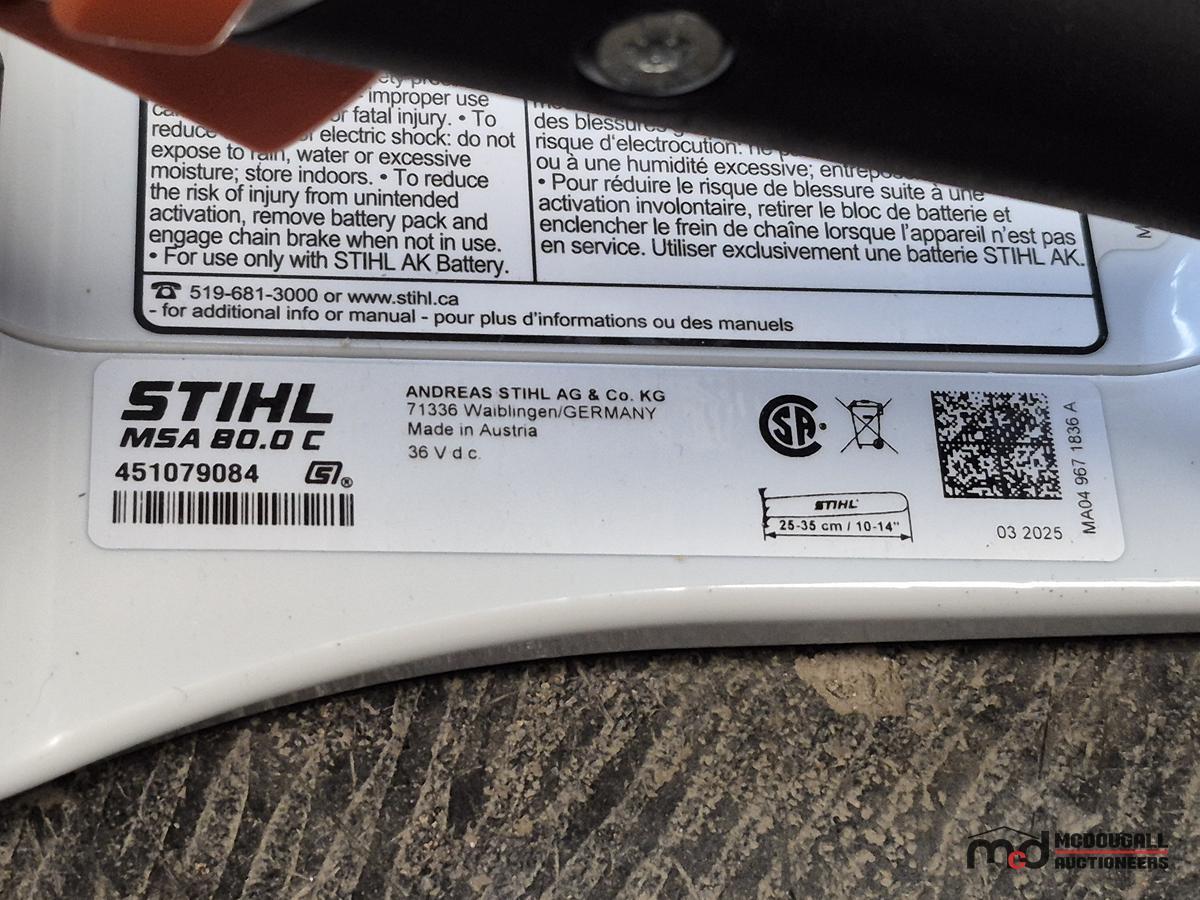 improper use
fatal injury. • To
reduce electric shock: do not
expose to rain, water or excessive
moisture; store indoors. • To reduce
the risk of injury from unintended
activation, remove battery pack and
engage chain brake when not in use.
• For use only with STIHL AK Battery.
des blessures
risque d'électrocution: ne
ou à une humidité excessive;
• Pour réduire le risque de blessure suite à une
activation involontaire, retirer le bloc de batterie et
enclencher le frein de chaîne lorsque l'appareil n'est pas
en service. Utiliser exclusivement une batterie STIHL AK.
☎ 519-681-3000 or www.stihl.ca
- for additional info or manual - pour plus d'informations ou des manuels
STIHL
MSA 80.0 C
451079084
®
ANDREAS STIHL AG & Co. KG
71336 Waiblingen/GERMANY
Made in Austria
36 V d c.
CSA
STIHL
25-35 cm / 10-14"
03 2025
MA04 967 1836 A
mcd MCDOUGALL
AUCTIONEERS